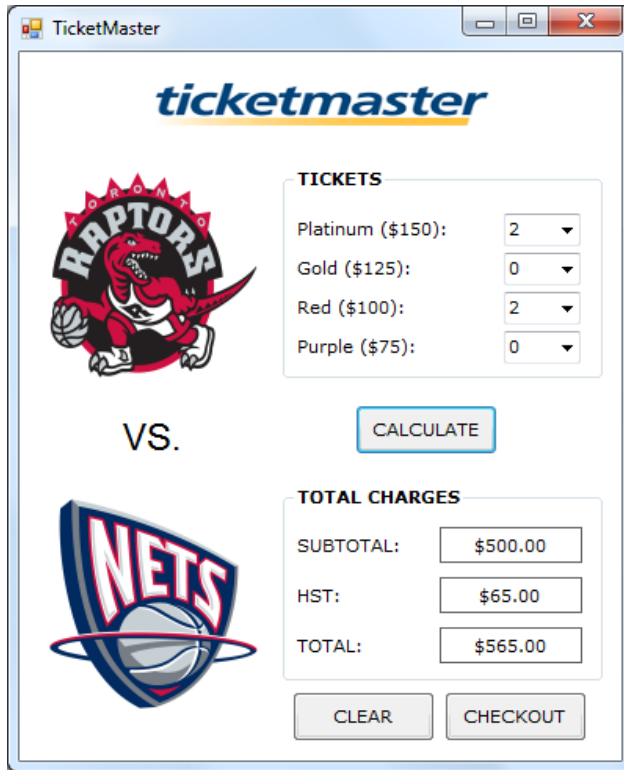 TicketMaster
ticketmaster
TORONTO
RAPTORS
TICKETS
Platinum ($150): 2
Gold ($125): 0
Red ($100): 2
Purple ($75): 0
VS.
CALCULATE
NETS
TOTAL CHARGES
SUBTOTAL: $500.00
HST: $65.00
TOTAL: $565.00
CLEAR CHECKOUT